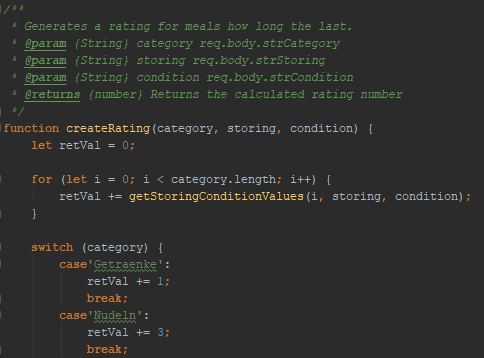 /**
 * Generates a rating for meals how long the last.
 * @param {String} category req.body.strCategory
 * @param {String} storing req.body.strStoring
 * @param {String} condition req.body.strCondition
 * @returns {number} Returns the calculated rating number
 */
function createRating(category, storing, condition) {
    let retVal = 0;

    for (let i = 0; i < category.length; i++) {
        retVal += getStoringConditionValues(i, storing, condition);
    }

    switch (category) {
        case'Getraenke':
            retVal += 1;
            break;
        case'Nudeln':
            retVal += 3;
            break;